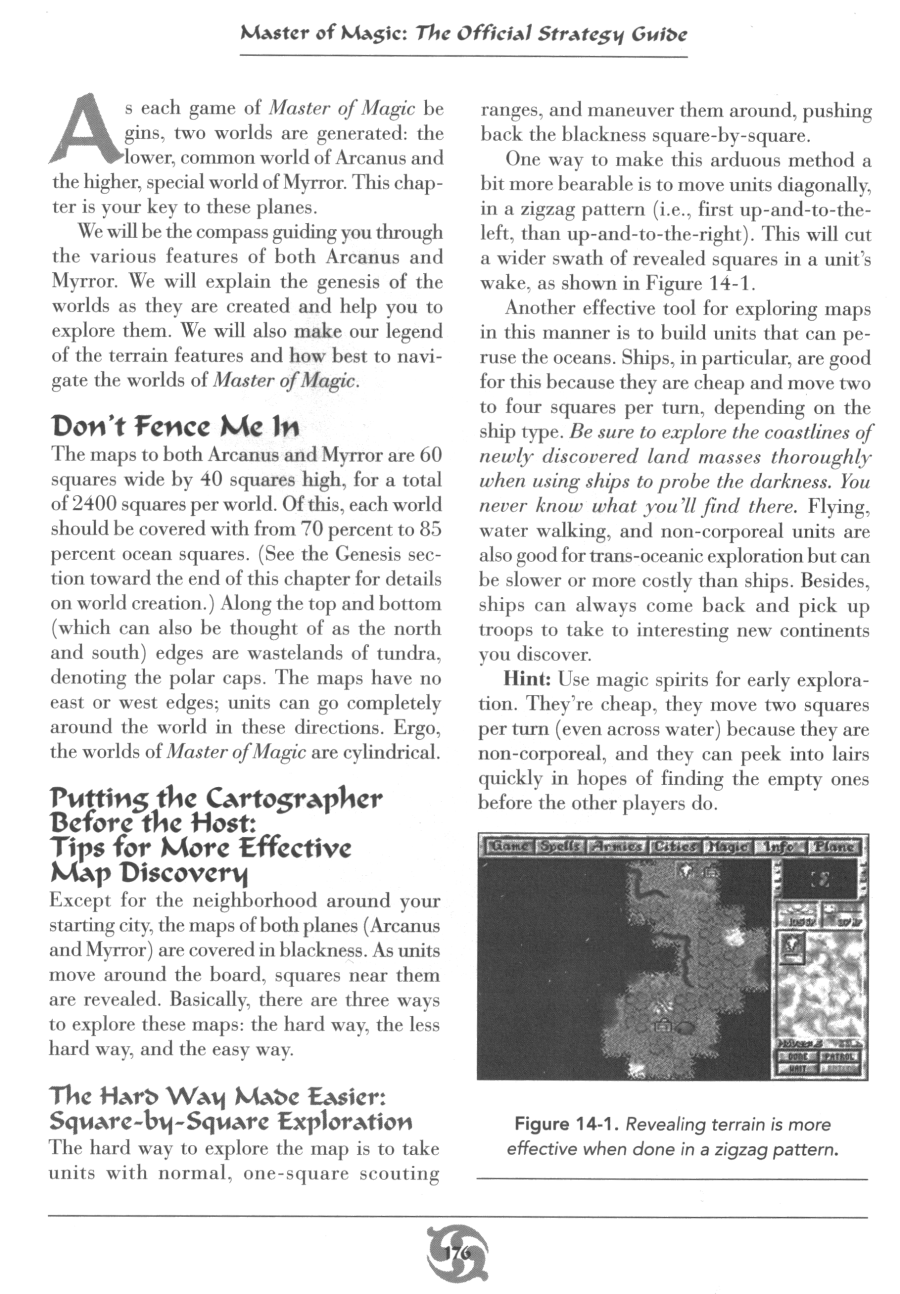 Master of Magic: The Official Strategy Guide
As each game of Master of Magic be
gins, two worlds are generated: the
lower, common world of Arcanus and
the higher, special world of Myrror. This chap-
ter is your key to these planes.
We will be the compass guiding you through
the various features of both Arcanus and
Myrror. We will explain the genesis of the
worlds as they are created and help you to
explore them. We will also make our legend
of the terrain features and how best to navi-
gate the worlds of Master of Magic.
Don't Fence Me In
The maps to both Arcanus and Myrror are 60
squares wide by 40 squares high, for a total
of 2400 squares per world. Of this, each world
should be covered with from 70 percent to 85
percent ocean squares. (See the Genesis sec-
tion toward the end of this chapter for details
on world creation.) Along the top and bottom
(which can also be thought of as the north
and south) edges are wastelands of tundra,
denoting the polar caps. The maps have no
east or west edges; units can go completely
around the world in these directions. Ergo,
the worlds of Master of Magic are cylindrical.
Putting the Cartographer
Before the Host:
Tips for More Effective
Map Discovery
Except for the neighborhood around your
starting city, the maps of both planes (Arcanus
and Myrror) are covered in blackness. As units
move around the board, squares near them
are revealed. Basically, there are three ways
to explore these maps: the hard way, the less
hard way, and the easy way.
The Hard Way Made Easier:
Square-by-Square Exploration
The hard way to explore the map is to take
units with normal, one-square scouting
ranges, and maneuver them around, pushing
back the blackness square-by-square.
One way to make this arduous method a
bit more bearable is to move units diagonally,
in a zigzag pattern (i.e., first up-and-to-the-
left, than up-and-to-the-right). This will cut
a wider swath of revealed squares in a unit's
wake, as shown in Figure 14-1.
Another effective tool for exploring maps
in this manner is to build units that can pe-
ruse the oceans. Ships, in particular, are good
for this because they are cheap and move two
to four squares per turn, depending on the
ship type. Be sure to explore the coastlines of
newly discovered land masses thoroughly
when using ships to probe the darkness. You
never know what you'll find there. Flying,
water walking, and non-corporeal units are
also good for trans-oceanic exploration but can
be slower or more costly than ships. Besides,
ships can always come back and pick up
troops to take to interesting new continents
you discover.
Hint: Use magic spirits for early explora-
tion. They're cheap, they move two squares
per turn (even across water) because they are
non-corporeal, and they can peek into lairs
quickly in hopes of finding the empty ones
before the other players do.
Game Spells Armies Cities Magic Info Plane
DONE PATROL
WAIT
Figure 14-1. Revealing terrain is more
effective when done in a zigzag pattern.
176